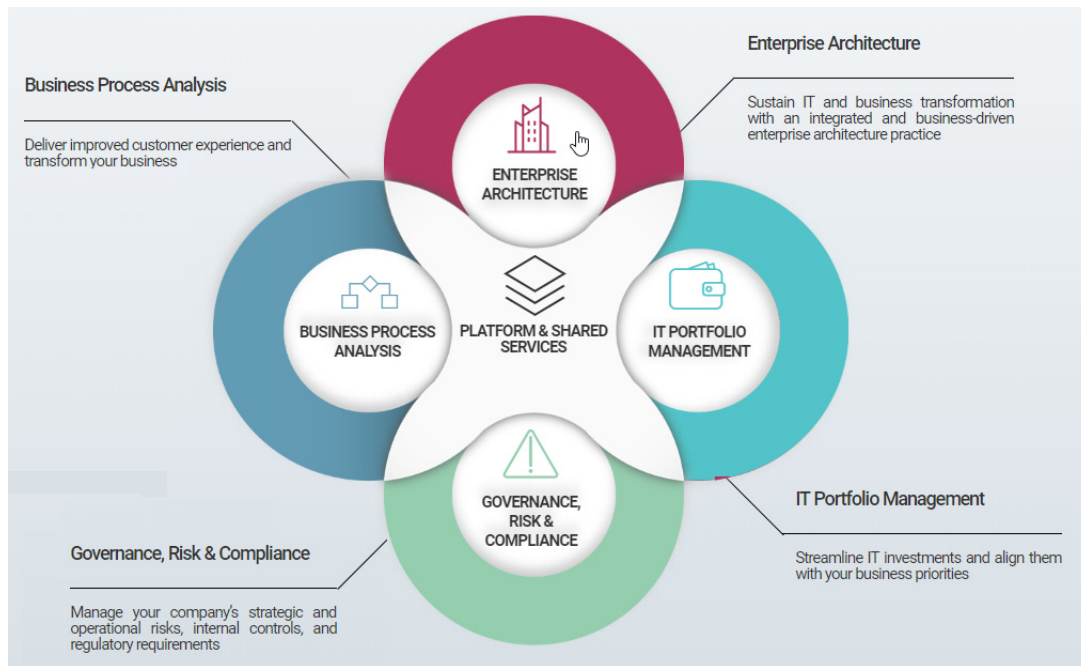 Enterprise Architecture
Sustain IT and business transformation
with an integrated and business-driven
enterprise architecture practice
Business Process Analysis
Deliver improved customer experience and
transform your business
ENTERPRISE
ARCHITECTURE
BUSINESS PROCESS
ANALYSIS
PLATFORM & SHARED
SERVICES
IT PORTFOLIO
MANAGEMENT
GOVERNANCE,
RISK &
COMPLIANCE
IT Portfolio Management
Streamline IT investments and align them
with your business priorities
Governance, Risk & Compliance
Manage your company's strategic and
operational risks, internal controls, and
regulatory requirements